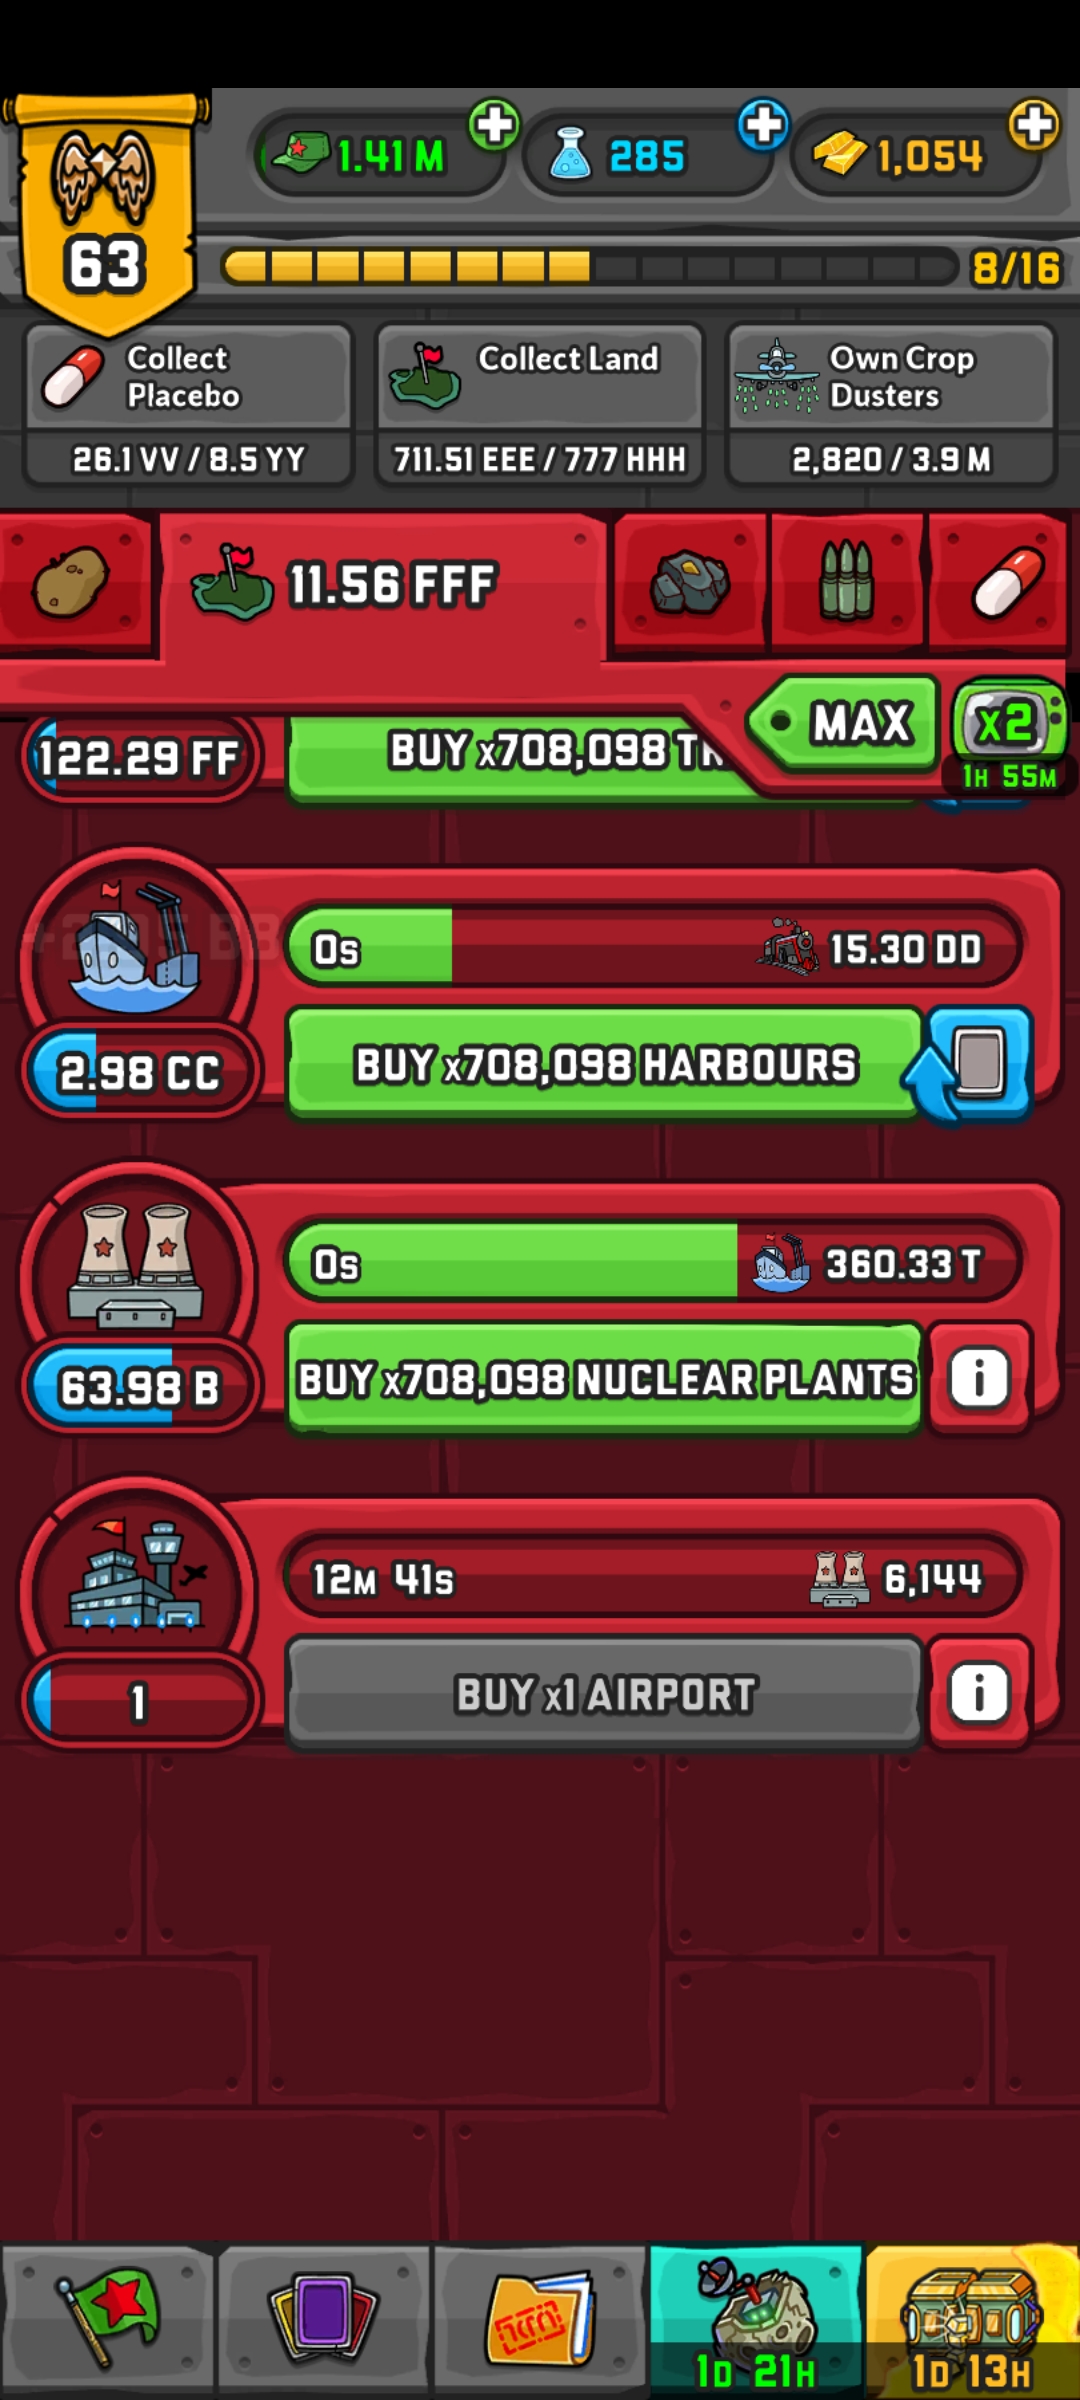 1.41 M
285
1,054
63
8/16
Collect
Placebo
Collect Land
Own Crop
Dusters
26.1 VV / 8.5 YY
711.51 EEE / 777 HHH
2,820 / 3.9 M
11.56 FFF
MAX
x2
1H 55M
122.29 FF
BUY x708,098
0s
15.30 DD
2.98 CC
BUY x708,098 HARBOURS
0s
360.33 T
63.98 B
BUY x708,098 NUCLEAR PLANTS
i
12M 41s
6,144
1
BUY x1 AIRPORT
i
1D 21H
1D 13H